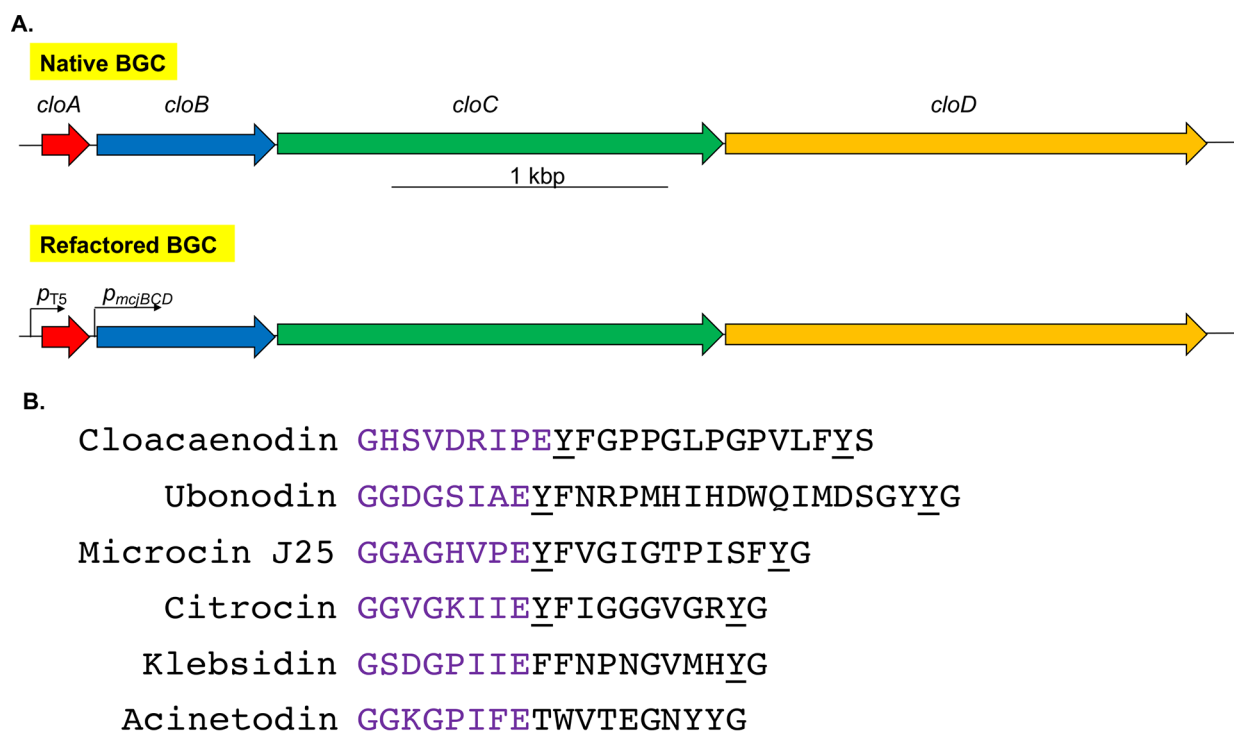 A.
Native BGC
cloA cloB cloC cloD
1 kbp
Refactored BGC
pT5 pmcjBCD
B.
Cloacaenodin GHSVDRIPEYFGPPGLPGPVLFYS
Ubonodin GGDGSIAEYFNRPMHIHDWQIMDSGYYG
Microcin J25 GGAGHVPEYFVGIGTPISFYG
Citrocin GGVGKIIEYFIGGGVGRYG
Klebsidin GSDGPIIEFFNPNGVMHYG
Acinetodin GGKGPIFETWVTEGNYYG